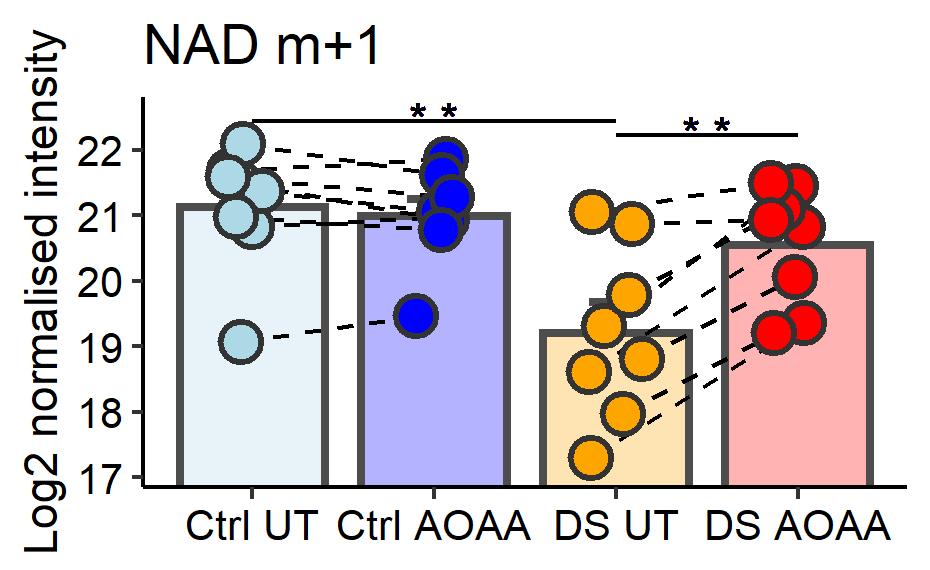 NAD m+1
Log2 normalised intensity
* *
* *
22
21
20
19
18
17
Ctrl UT Ctrl AOAA DS UT DS AOAA